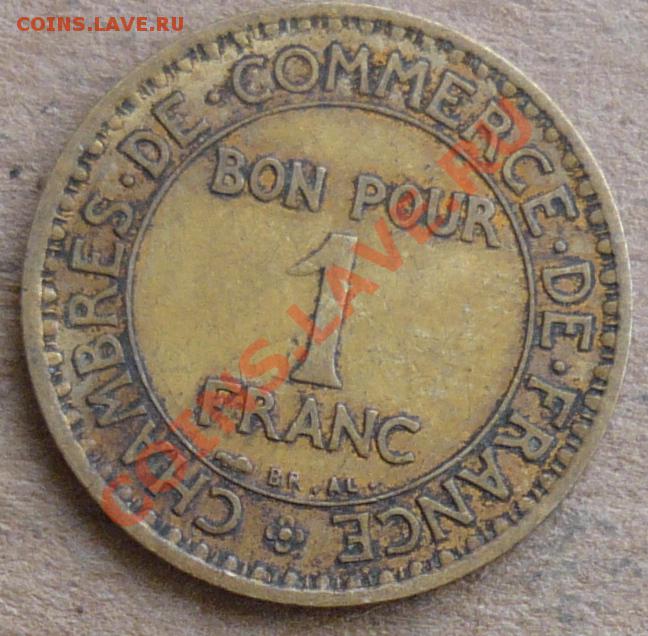 COINS.LAVE.RU
CHAMBRES·DE·COMMERCE·DE·FRANCE
BON POUR
1
FRANC
BR.AL.
COINS.LAVE.RU